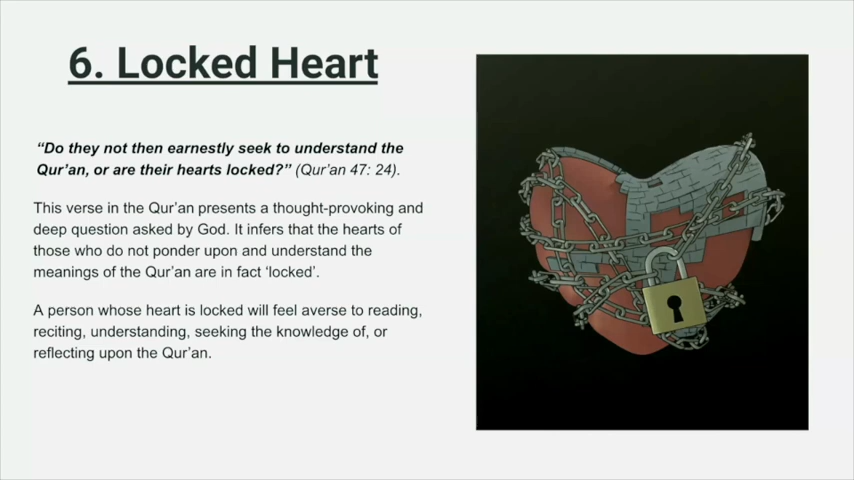 6. Locked Heart
“Do they not then earnestly seek to understand the
Qur’an, or are their hearts locked?” (Qur’an 47: 24).
This verse in the Qur’an presents a thought-provoking and
deep question asked by God. It infers that the hearts of
those who do not ponder upon and understand the
meanings of the Qur’an are in fact ‘locked’.
A person whose heart is locked will feel averse to reading,
reciting, understanding, seeking the knowledge of, or
reflecting upon the Qur’an.